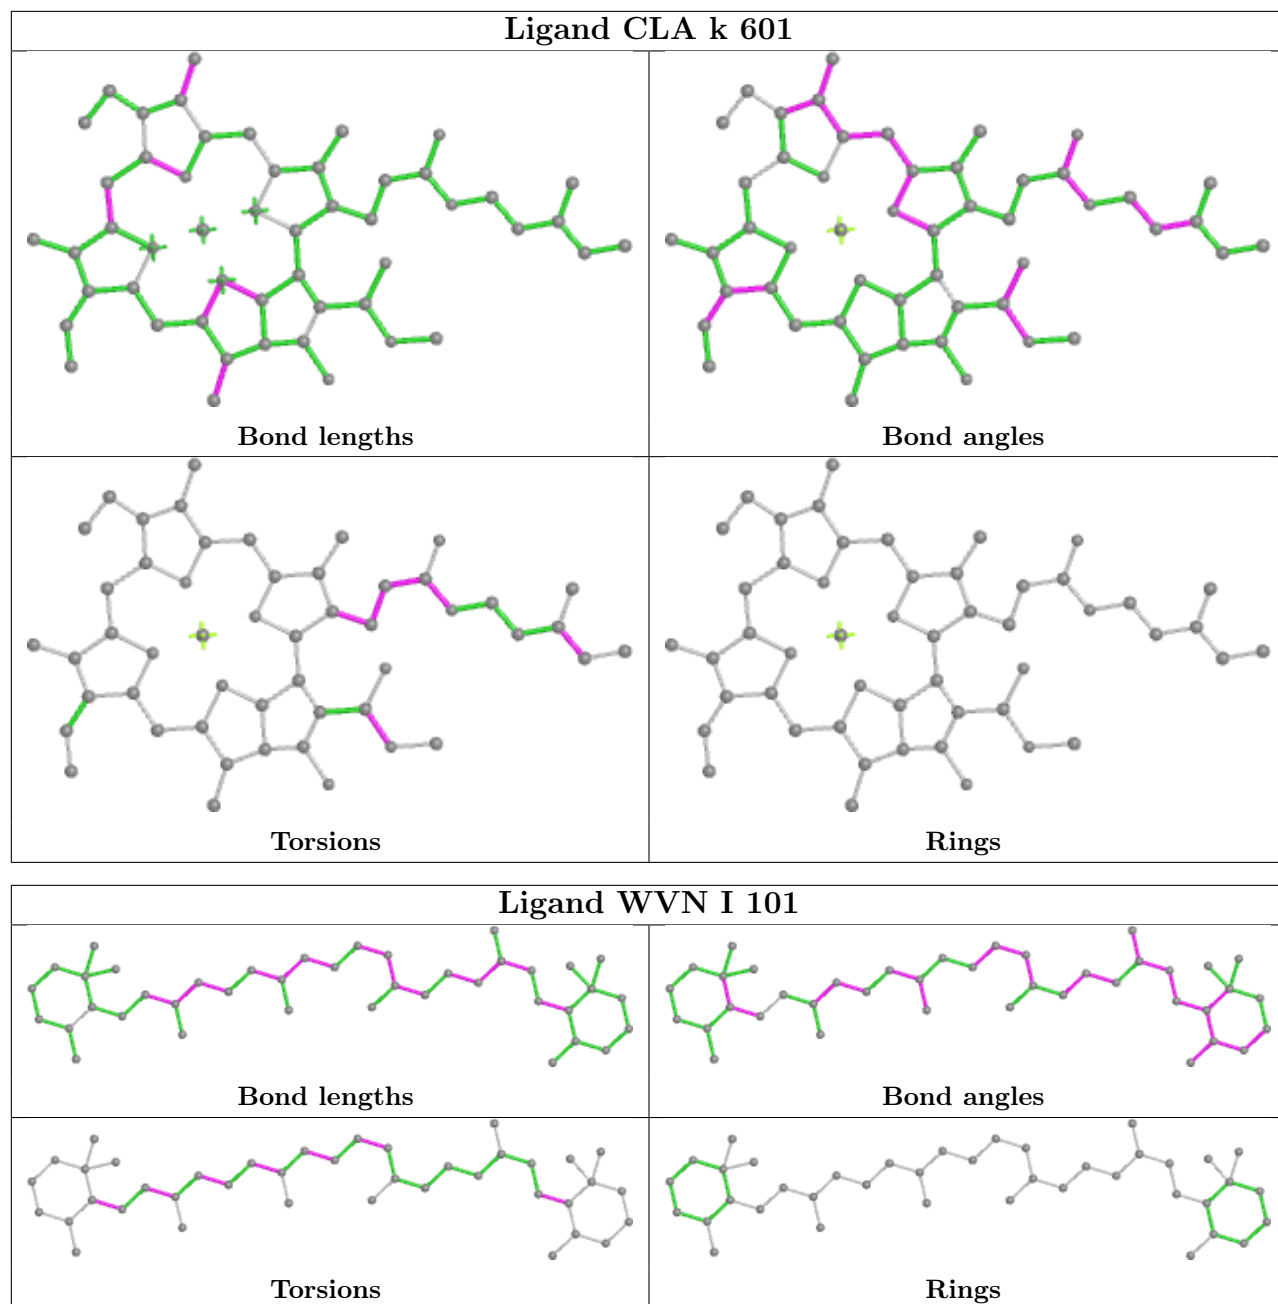 Ligand CLA k 601
Bond lengths
Bond angles
Torsions
Rings
Ligand WVN I 101
Bond lengths
Bond angles
Torsions
Rings